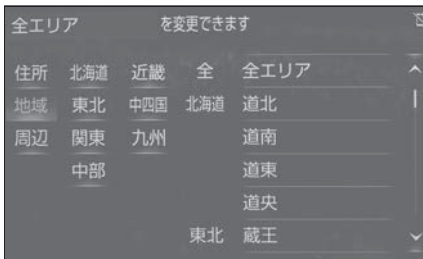 全エリア を変更できます
住所 北海道 近畿 全 全エリア
地域 東北 中四国 北海道 道北
周辺 関東 九州 道南
中部 道東
道央
東北 蔵王